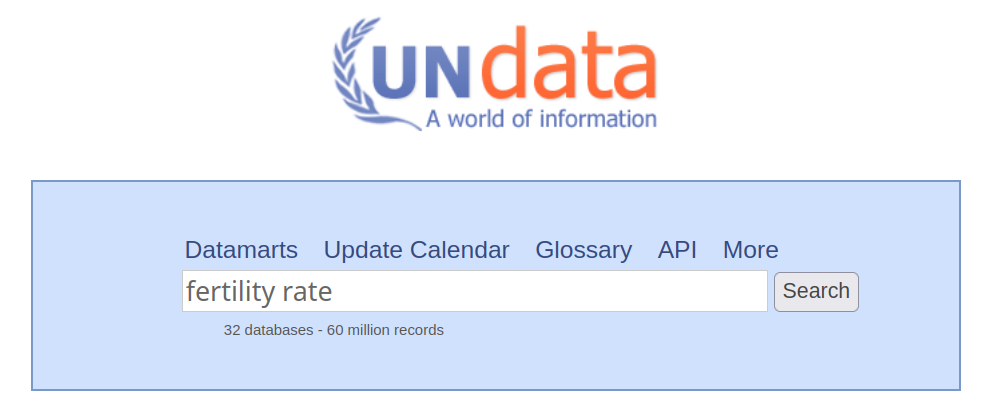 UNdata
A world of information
Datamarts Update Calendar Glossary API More
fertility rate Search
32 databases - 60 million records